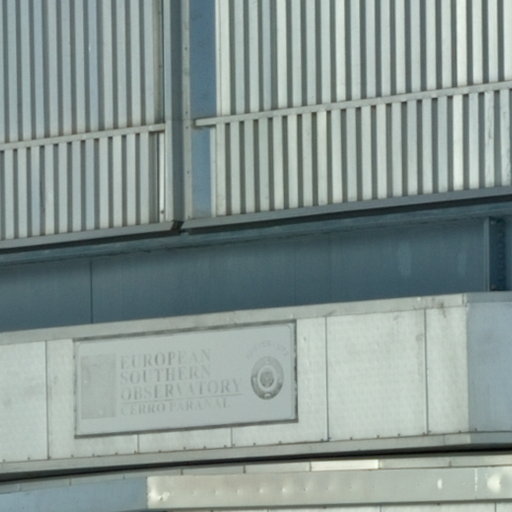 EUROPEAN
SOUTHERN
OBSERVATORY
CERRO PARANAL